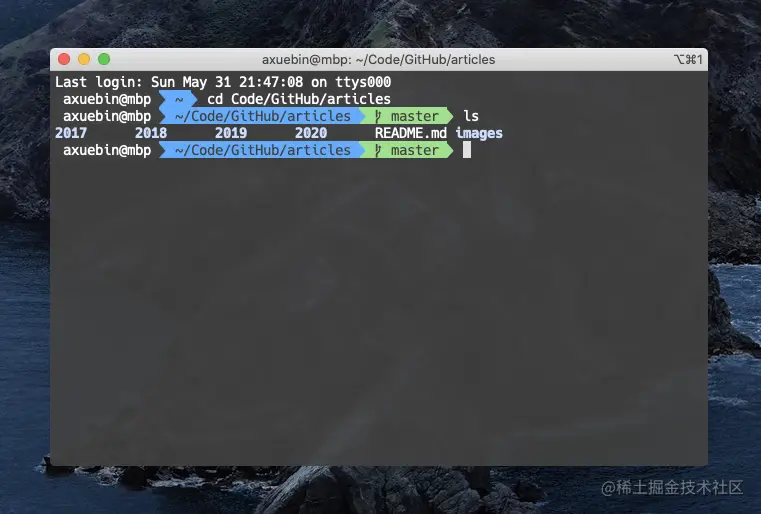 axuebin@mbp: ~/Code/GitHub/articles ⌥⌘1
Last login: Sun May 31 21:47:08 on ttys000
axuebin@mbp ~ cd Code/GitHub/articles
axuebin@mbp ~/Code/GitHub/articles master ls
2017 2018 2019 2020 README.md images
axuebin@mbp ~/Code/GitHub/articles master
@稀土掘金技术社区